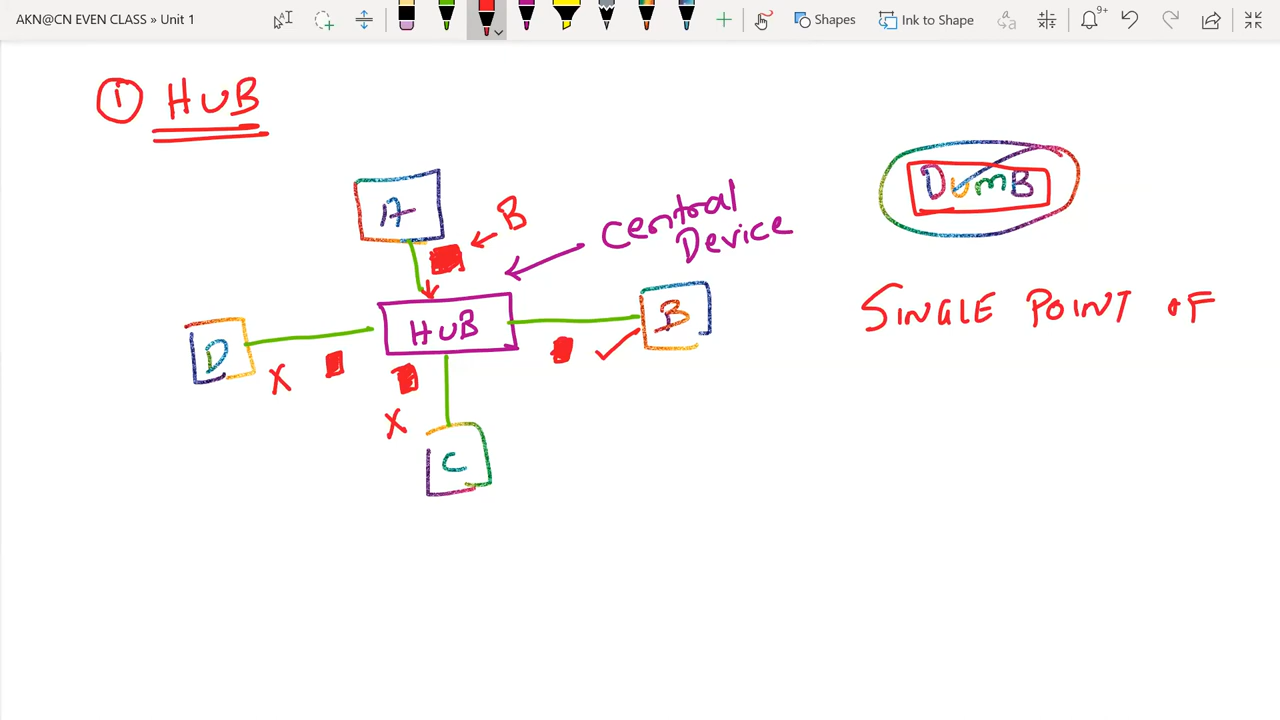 AKN@CN EVEN CLASS » Unit 1
Shapes
Ink to Shape
9+
① HUB
DumB
A
B
Central
Device
SINGLE POINT OF
HUB
B
D
X
X
C